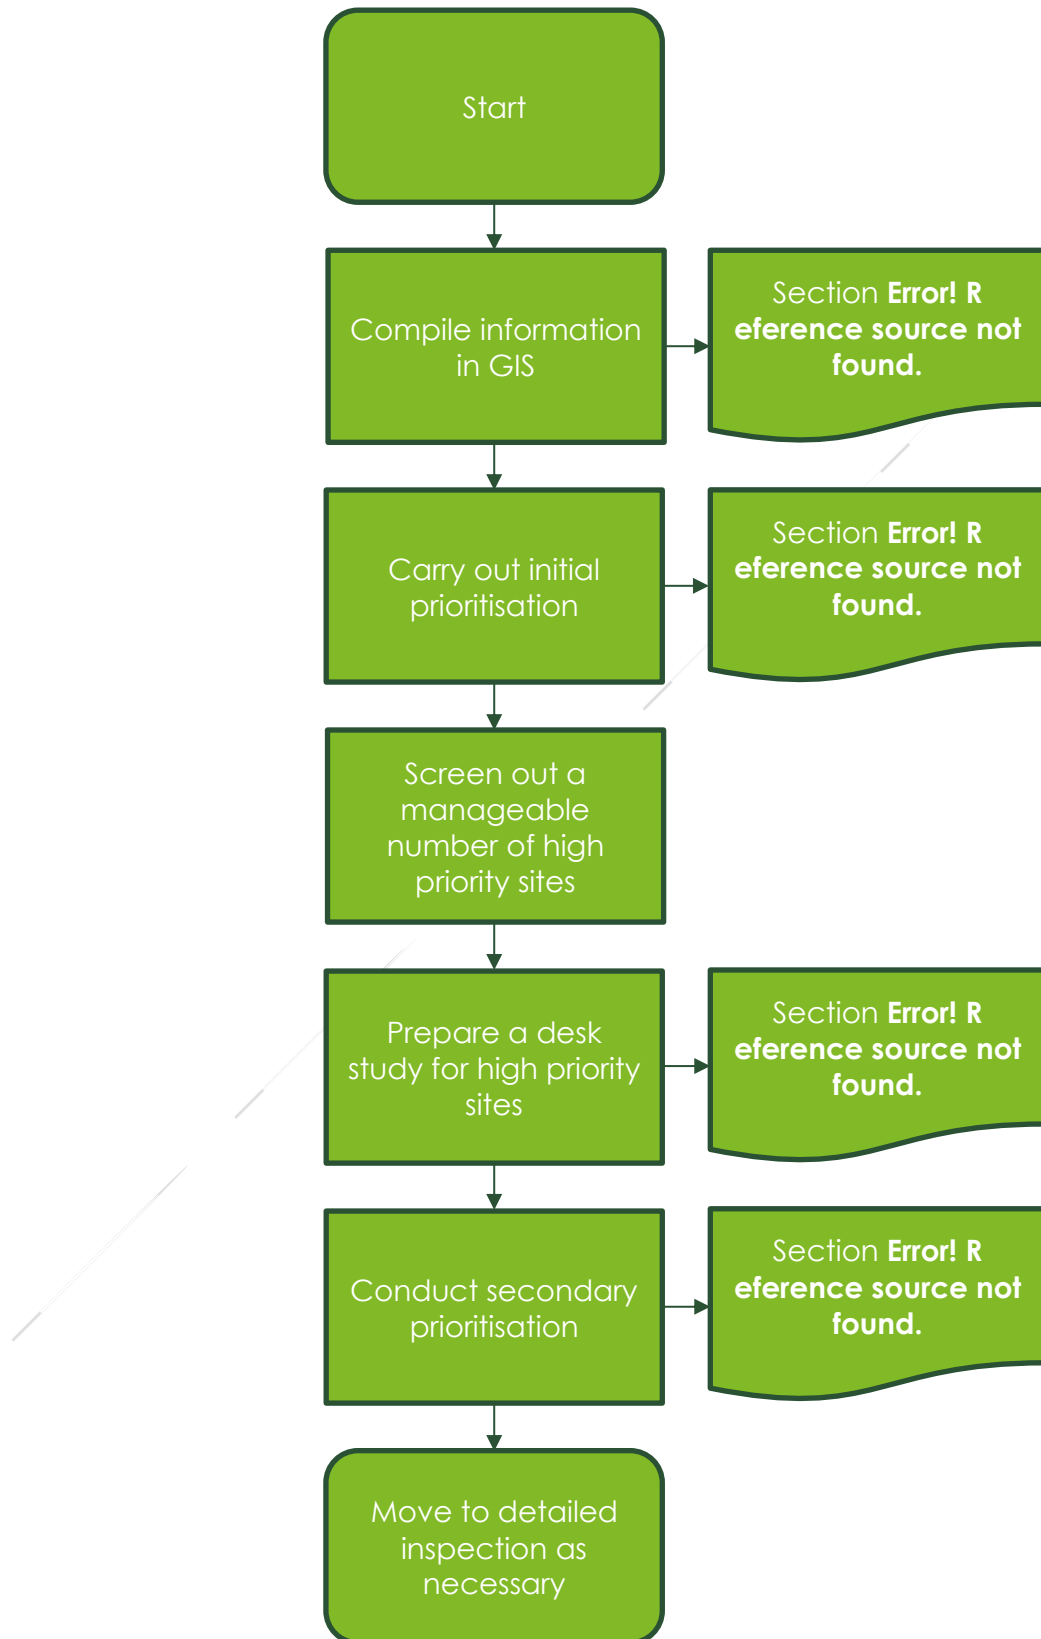 Start
Compile information
in GIS
Section Error! R
eference source not
found.
Carry out initial
prioritisation
Section Error! R
eference source not
found.
Screen out a
manageable
number of high
priority sites
Prepare a desk
study for high priority
sites
Section Error! R
eference source not
found.
Conduct secondary
prioritisation
Section Error! R
eference source not
found.
Move to detailed
inspection as
necessary